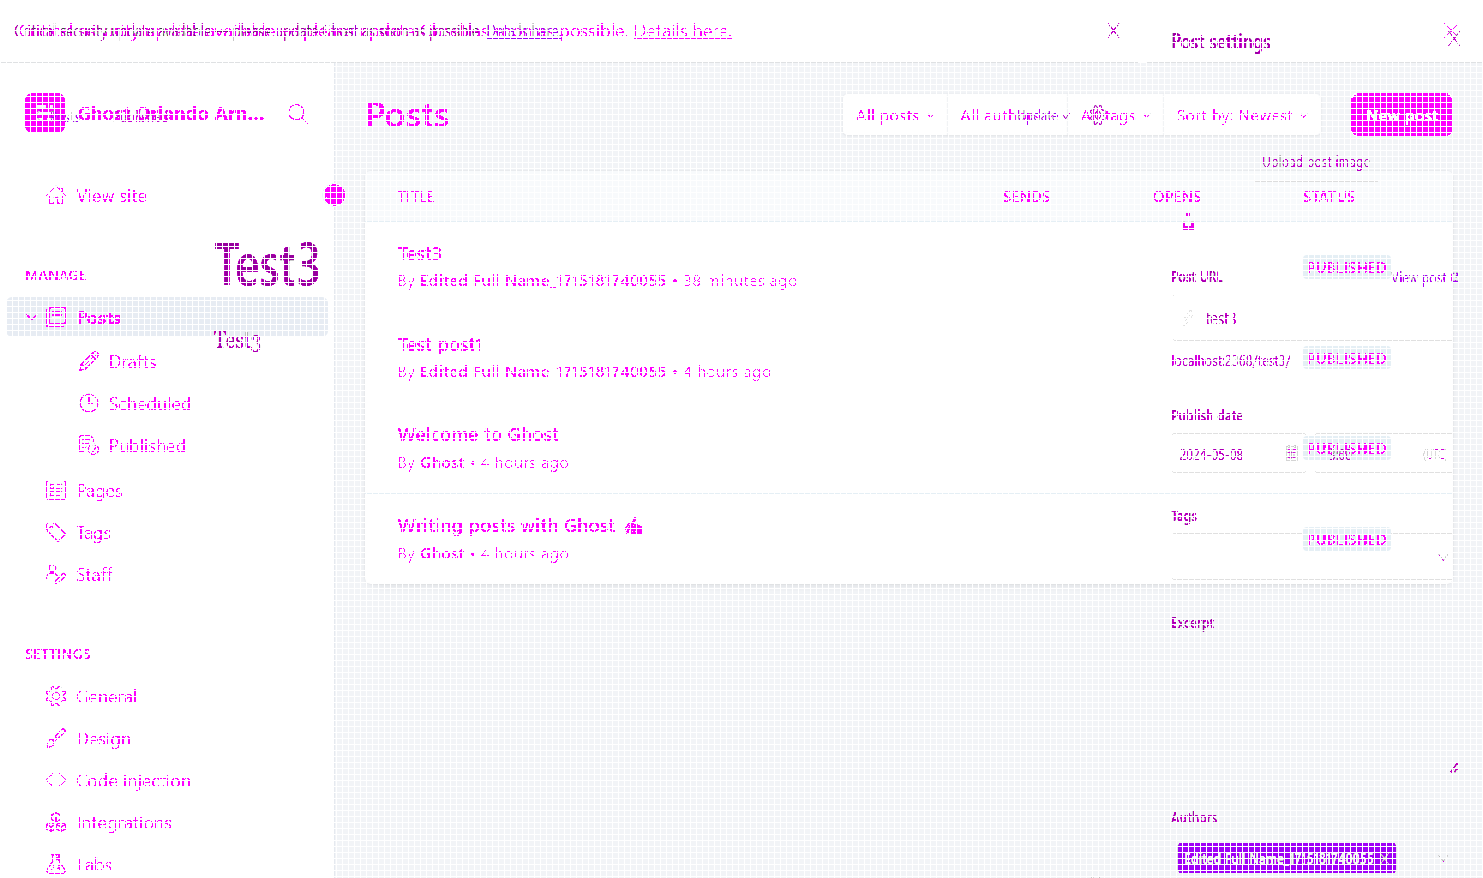 Details here.
Post settings
Ghost Orlando Arn...
Posts
All posts
All authors
Update
All tags
Sort by: Newest
New post
Upload post image
View site
TITLE
SENDS
OPENS
STATUS
Test3
Test3
By Edited Full Name_1715181740055 • 38 minutes ago
PUBLISHED
MANAGE
Post URL
View post
Posts
test3
Test3
Test post1
By Edited Full Name_1715181740055 • 4 hours ago
PUBLISHED
Drafts
localhost:2368/test3/
Scheduled
Publish date
Published
Welcome to Ghost
By Ghost • 4 hours ago
PUBLISHED
2024-05-08
(UTC)
Pages
Tags
Tags
Writing posts with Ghost
By Ghost • 4 hours ago
PUBLISHED
Staff
Excerpt
SETTINGS
General
Design
Code injection
Integrations
Authors
Labs
Edited Full Name_1715181740055 ×